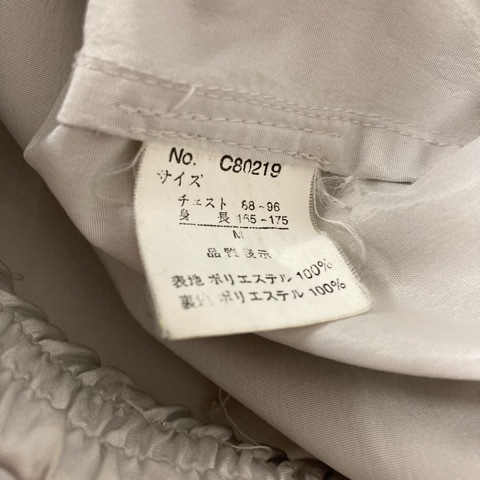 No. C80219
サイズ
チェスト 88-96
身長 165-175
M
品質表示
表地 ポリエステル 100%
裏地 ポリエステル 100%